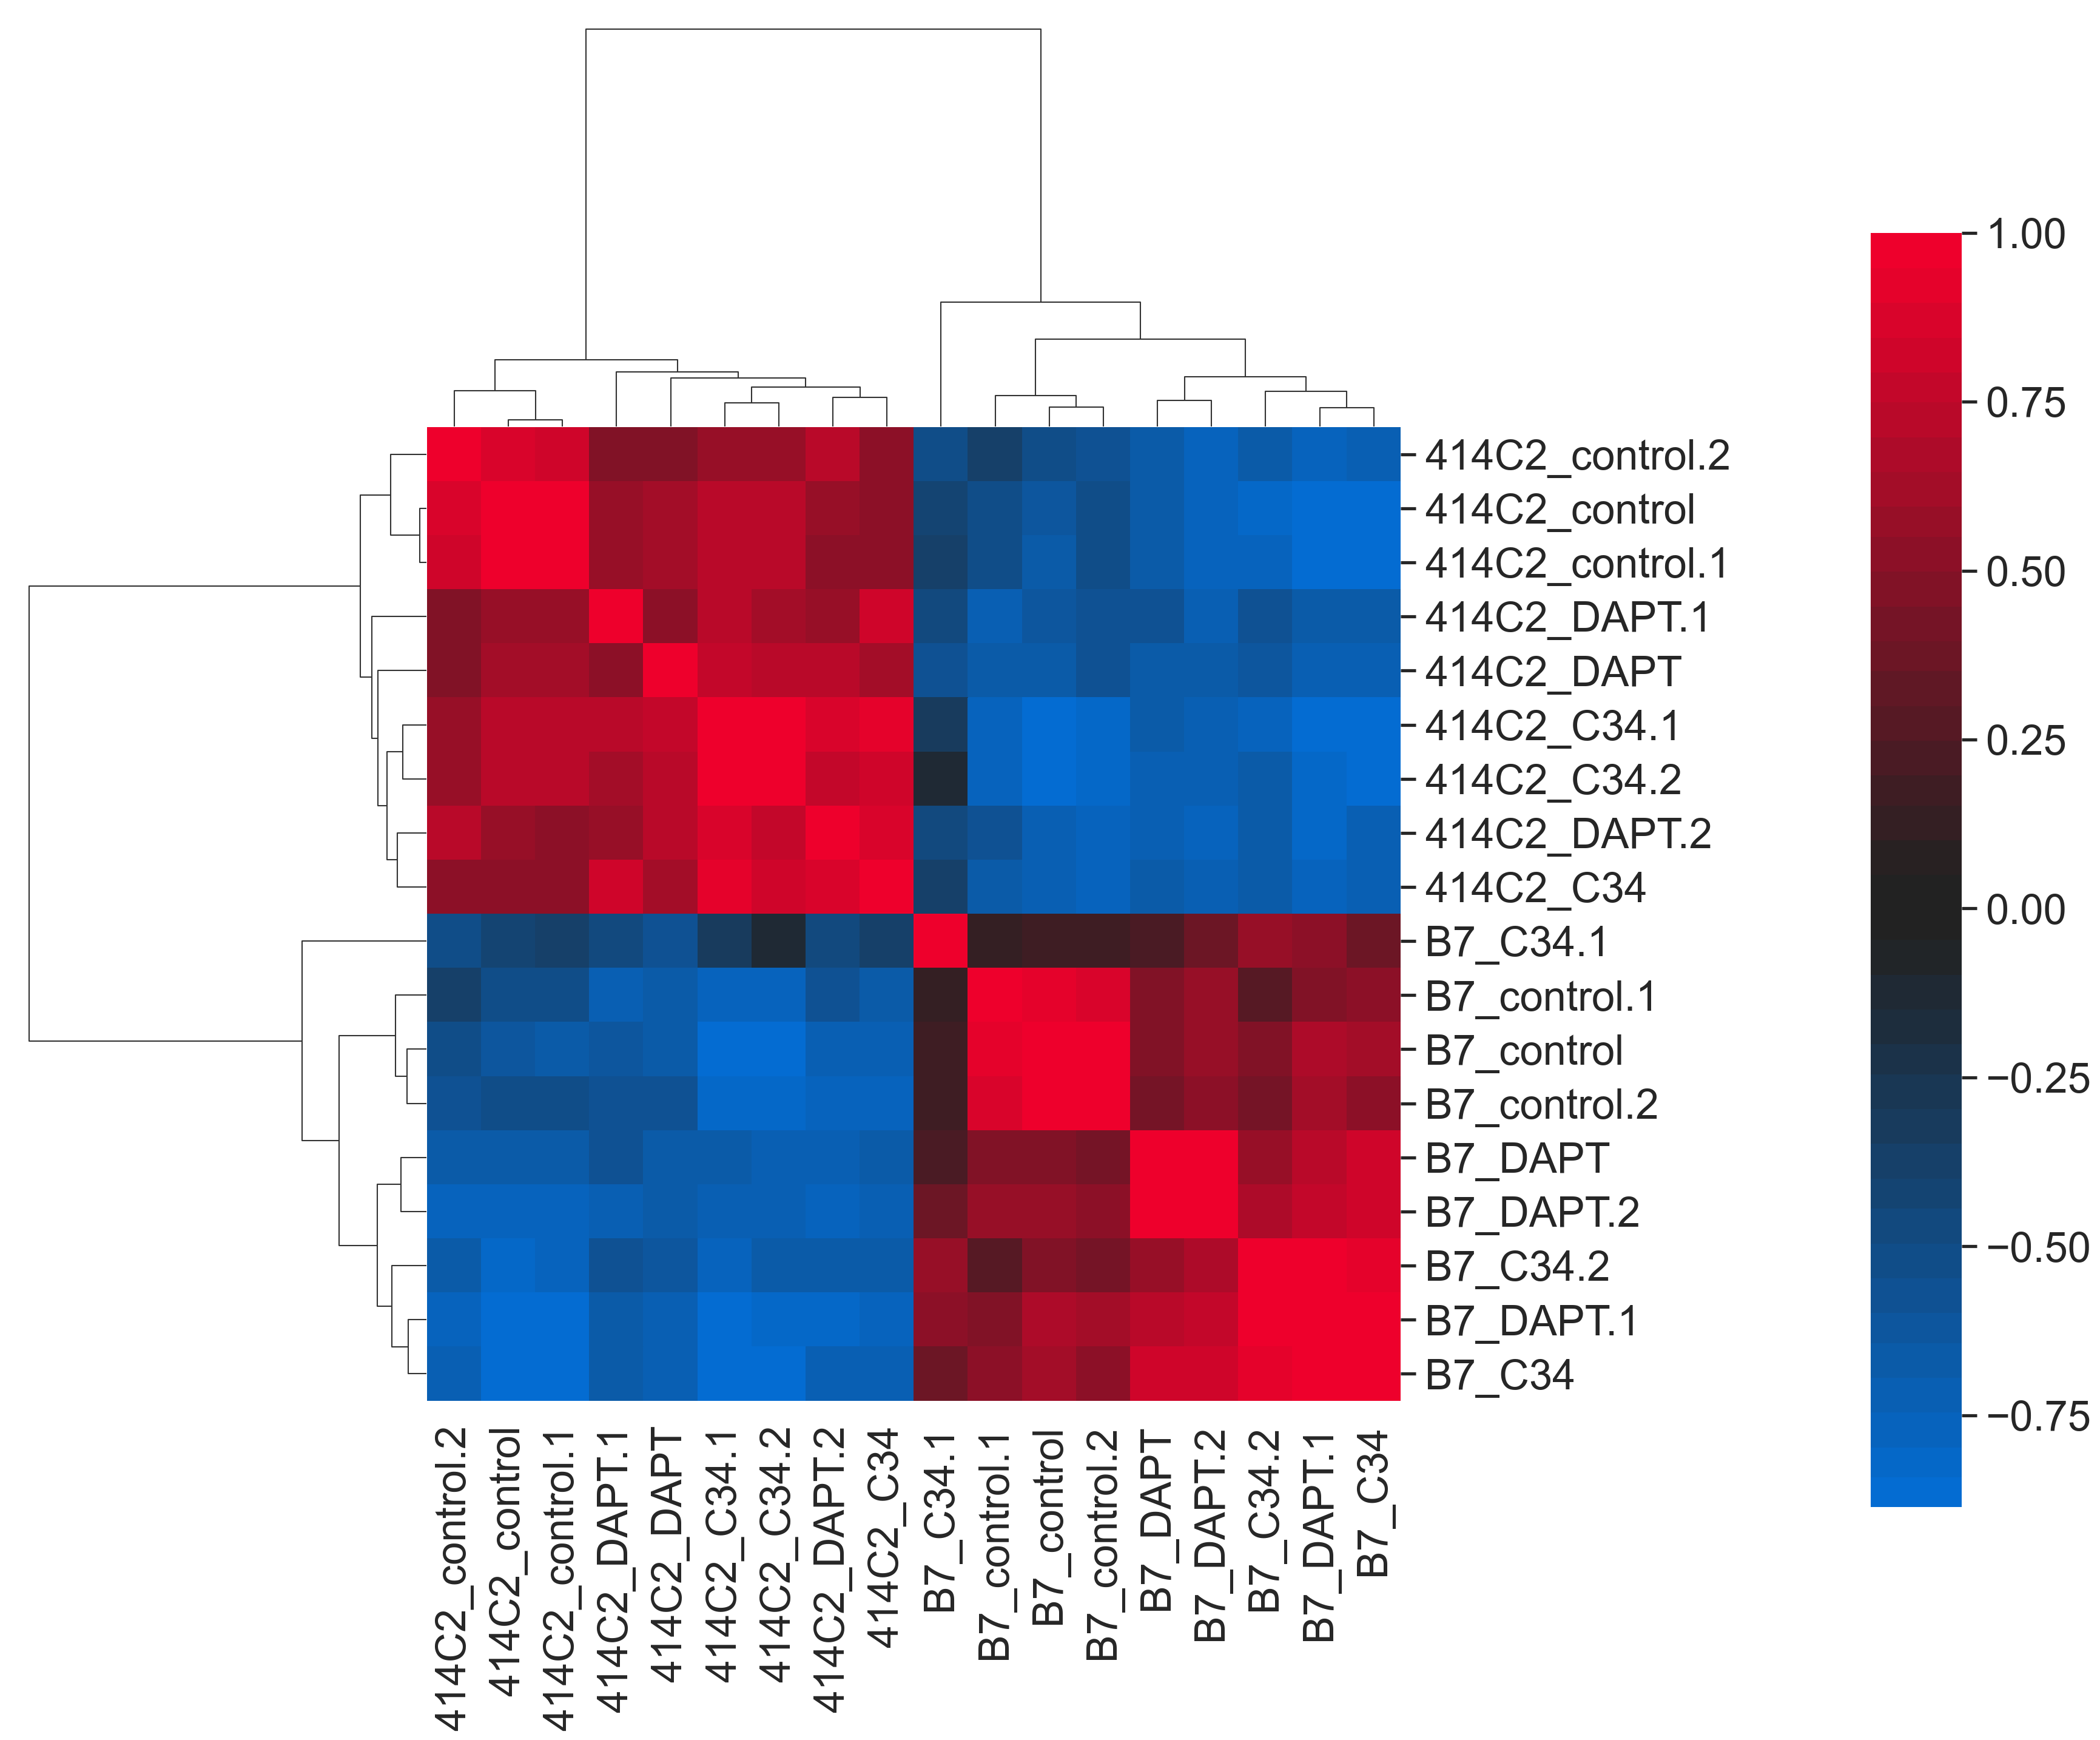 1.00
0.75
0.50
0.25
0.00
−0.25
−0.50
−0.75
414C2_control.2
414C2_control
414C2_control.1
414C2_DAPT.1
414C2_DAPT
414C2_C34.1
414C2_C34.2
414C2_DAPT.2
414C2_C34
B7_C34.1
B7_control.1
B7_control
B7_control.2
B7_DAPT
B7_DAPT.2
B7_C34.2
B7_DAPT.1
B7_C34
414C2_control.2
414C2_control
414C2_control.1
414C2_DAPT.1
414C2_DAPT
414C2_C34.1
414C2_C34.2
414C2_DAPT.2
414C2_C34
B7_C34.1
B7_control.1
B7_control
B7_control.2
B7_DAPT
B7_DAPT.2
B7_C34.2
B7_DAPT.1
B7_C34